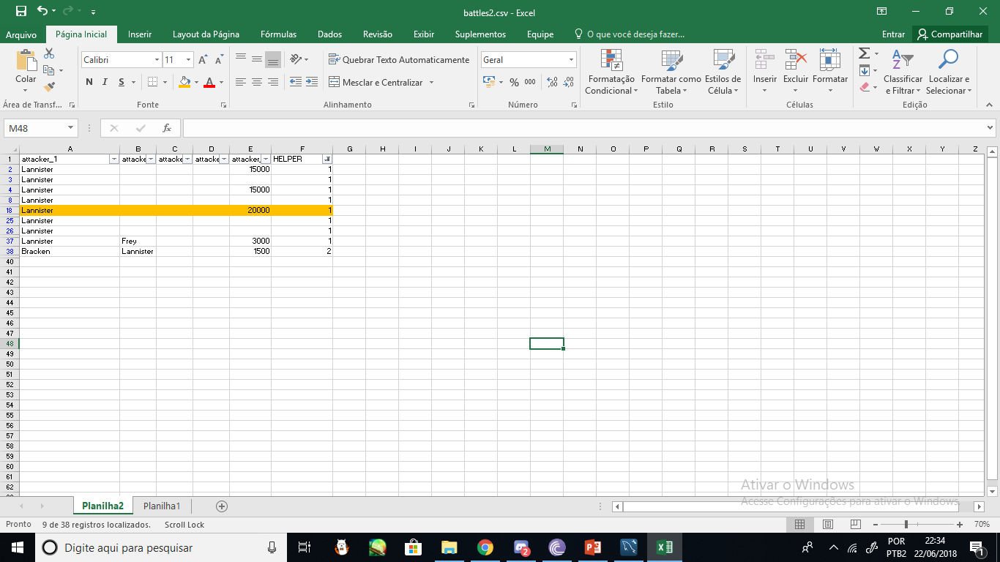 battles2.csv - Excel
Arquivo Página Inicial Inserir Layout da Página Fórmulas Dados Revisão Exibir Suplementos Equipe O que você deseja fazer... Entrar Compartilhar
Colar
Calibri 11
N I S
Quebrar Texto Automaticamente
Mesclar e Centralizar
Geral
% 000
Formatação Condicional
Formatar como Tabela
Estilos de Célula
Inserir Excluir Formatar
Classificar e Filtrar
Localizar e Selecionar
Área de Transf... Fonte Alinhamento Número Estilo Células Edição
M48 fx
A B C D E F G H I J K L M N O P Q R S T U V W X Y Z
1 attacker_1 attacke attacke attacke attacker_ HELPER
2 Lannister 15000 1
3 Lannister 1
4 Lannister 15000 1
8 Lannister 1
18 Lannister 20000 1
25 Lannister 1
26 Lannister 1
37 Lannister Frey 3000 1
38 Bracken Lannister 1500 2
40
41
42
43
44
45
46
47
48
49
50
51
52
53
54
55
56
57
58
59
60
61
62
Ativar o Windows
Acesse Configurações para ativar o Windows.
Planilha2 Planilha1
Pronto 9 de 38 registros localizados. Scroll Lock 70%
Digite aqui para pesquisar
POR 22:34
PTB2 22/06/2018